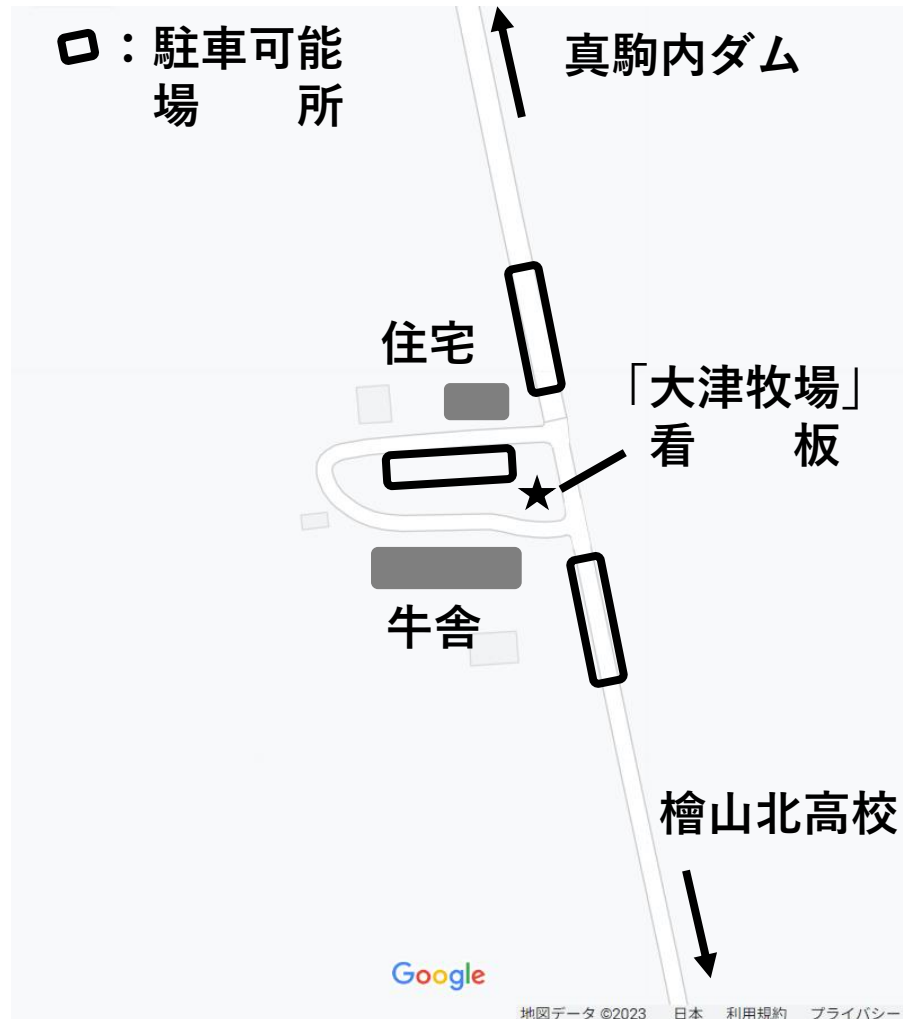 ：駐車可能
場　　所
真駒内ダム
住宅
「大津牧場」
看　　板
牛舎
檜山北高校
Google
地図データ ©2023　日本　利用規約　プライバシー